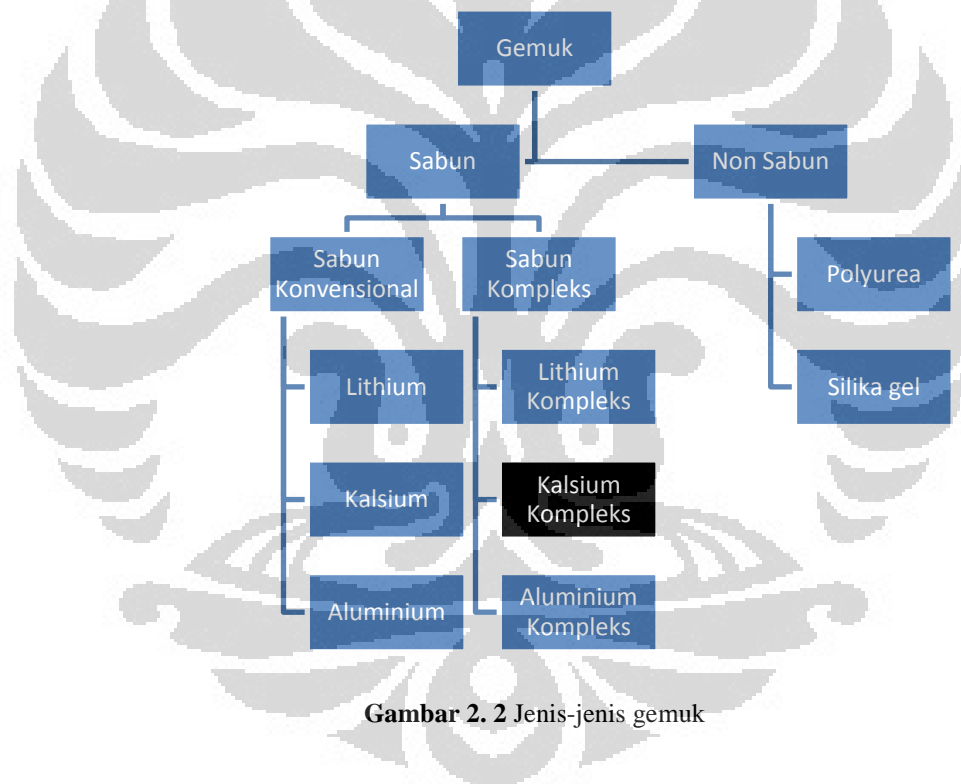 Gemuk
Sabun
Non Sabun
Sabun
Konvensional
Sabun
Kompleks
Polyurea
Lithium
Lithium
Kompleks
Silika gel
Kalsium
Kalsium
Kompleks
Aluminium
Aluminium
Kompleks
Gambar 2. 2 Jenis-jenis gemuk